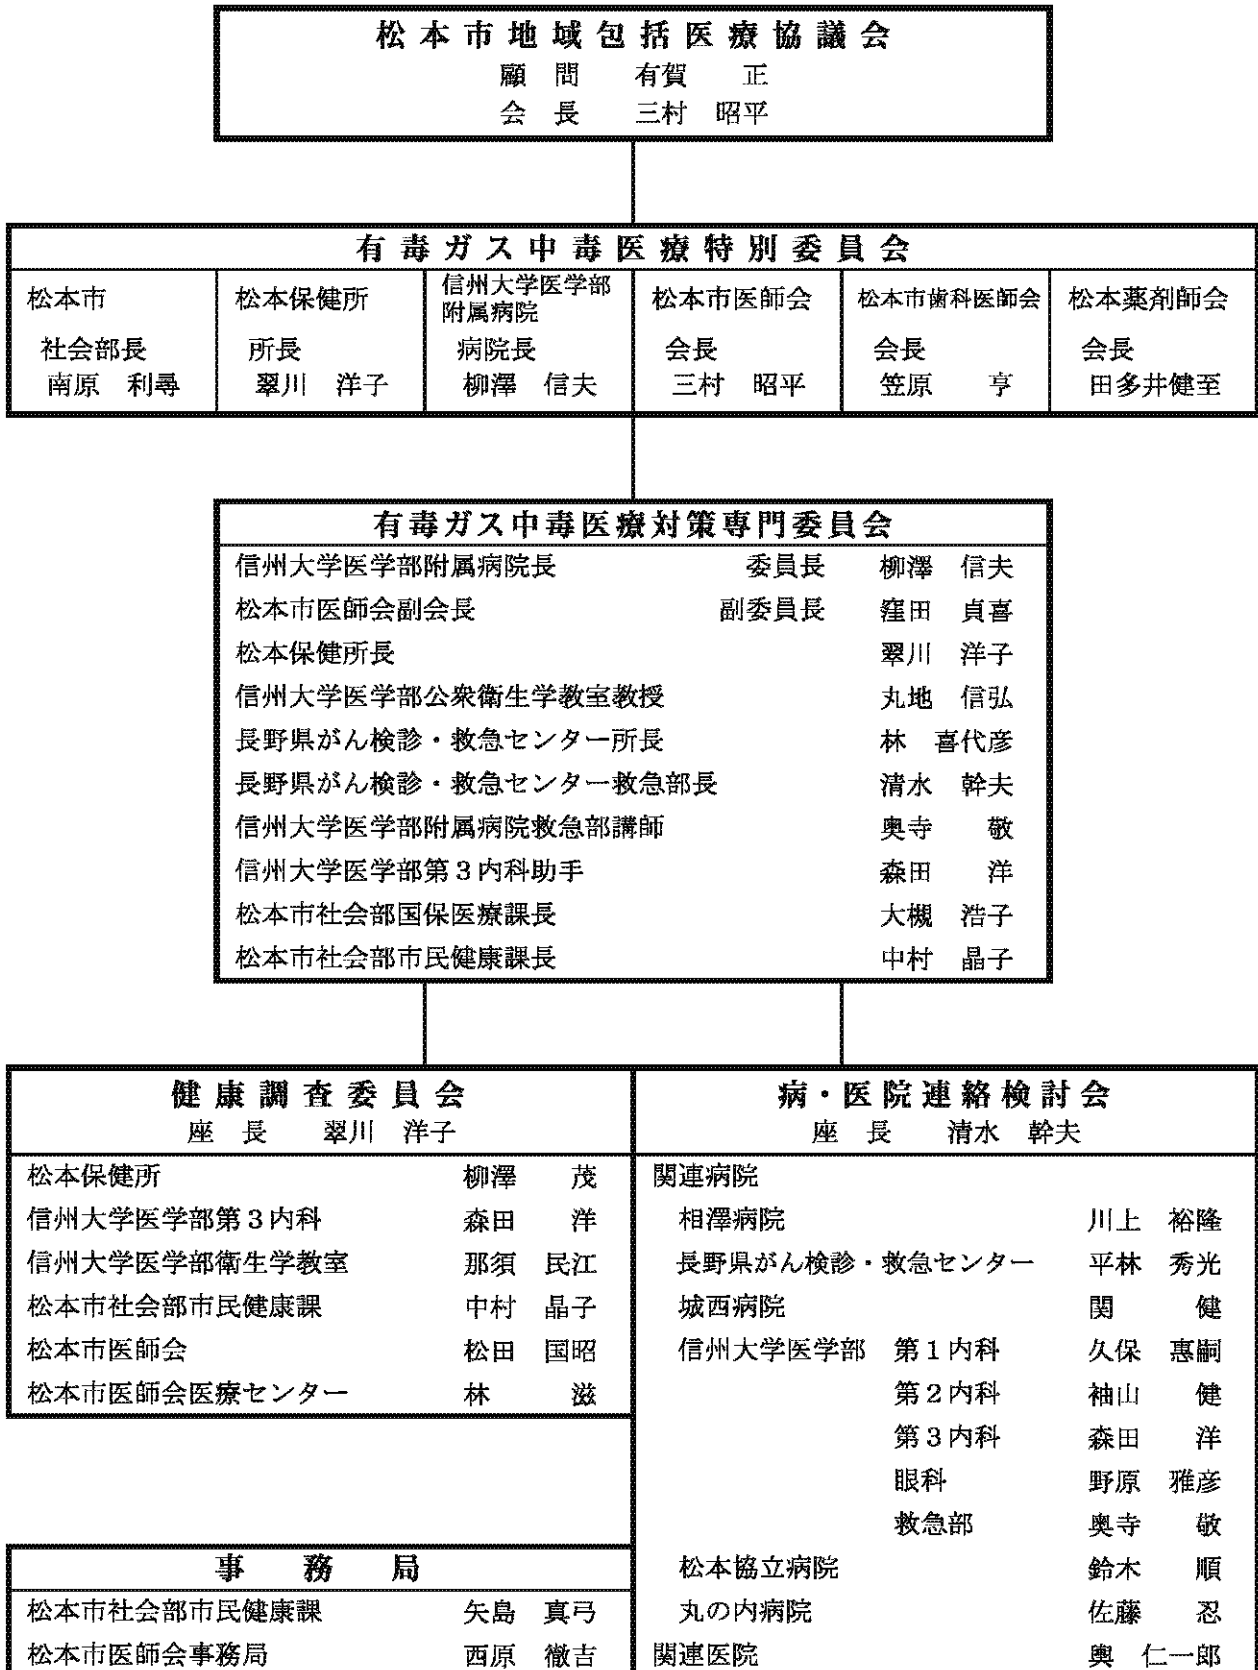 松本市地域包括医療協議会
顧問 有賀 正
会長 三村 昭平
有毒ガス中毒医療特別委員会
松本市
社会部長
南原 利尋
松本保健所
所長
翠川 洋子
信州大学医学部
附属病院
病院長
柳澤 信夫
松本市医師会
会長
三村 昭平
松本市歯科医師会
会長
笠原 亨
松本薬剤師会
会長
田多井健至
有毒ガス中毒医療対策専門委員会
信州大学医学部附属病院長 委員長 柳澤 信夫
松本市医師会副会長 副委員長 窪田 貞喜
松本保健所長 翠川 洋子
信州大学医学部公衆衛生学教室教授 丸地 信弘
長野県がん検診・救急センター所長 林 喜代彦
長野県がん検診・救急センター救急部長 清水 幹夫
信州大学医学部附属病院救急部講師 奥寺 敬
信州大学医学部第3内科助手 森田 洋
松本市社会部国保医療課長 大槻 浩子
松本市社会部市民健康課長 中村 晶子
健康調査委員会
座長 翠川 洋子
松本保健所 柳澤 茂
信州大学医学部第3内科 森田 洋
信州大学医学部衛生学教室 那須 民江
松本市社会部市民健康課 中村 晶子
松本市医師会 松田 国昭
松本市医師会医療センター 林 滋
事務局
松本市社会部市民健康課 矢島 真弓
松本市医師会事務局 西原 徹吉
病・医院連絡検討会
座長 清水 幹夫
関連病院
相澤病院 川上 裕隆
長野県がん検診・救急センター 平林 秀光
城西病院 関 健
信州大学医学部 第1内科 久保 惠嗣
第2内科 袖山 健
第3内科 森田 洋
眼科 野原 雅彦
救急部 奥寺 敬
松本協立病院 鈴木 順
丸の内病院 佐藤 忍
関連医院 輿 仁一郎